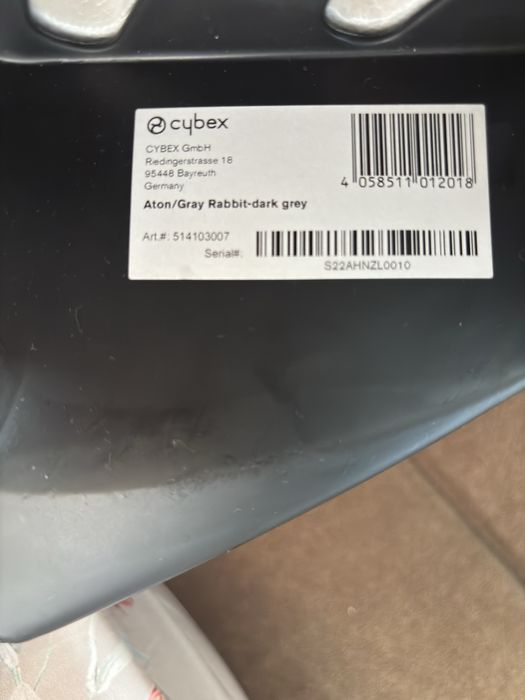 cybex
CYBEX GmbH
Riedingerstrasse 18
95448 Bayreuth
Germany
4 058511 012018
Aton/Gray Rabbit-dark grey
Art.#: 514103007
Serial#:
S22AHNZL0010